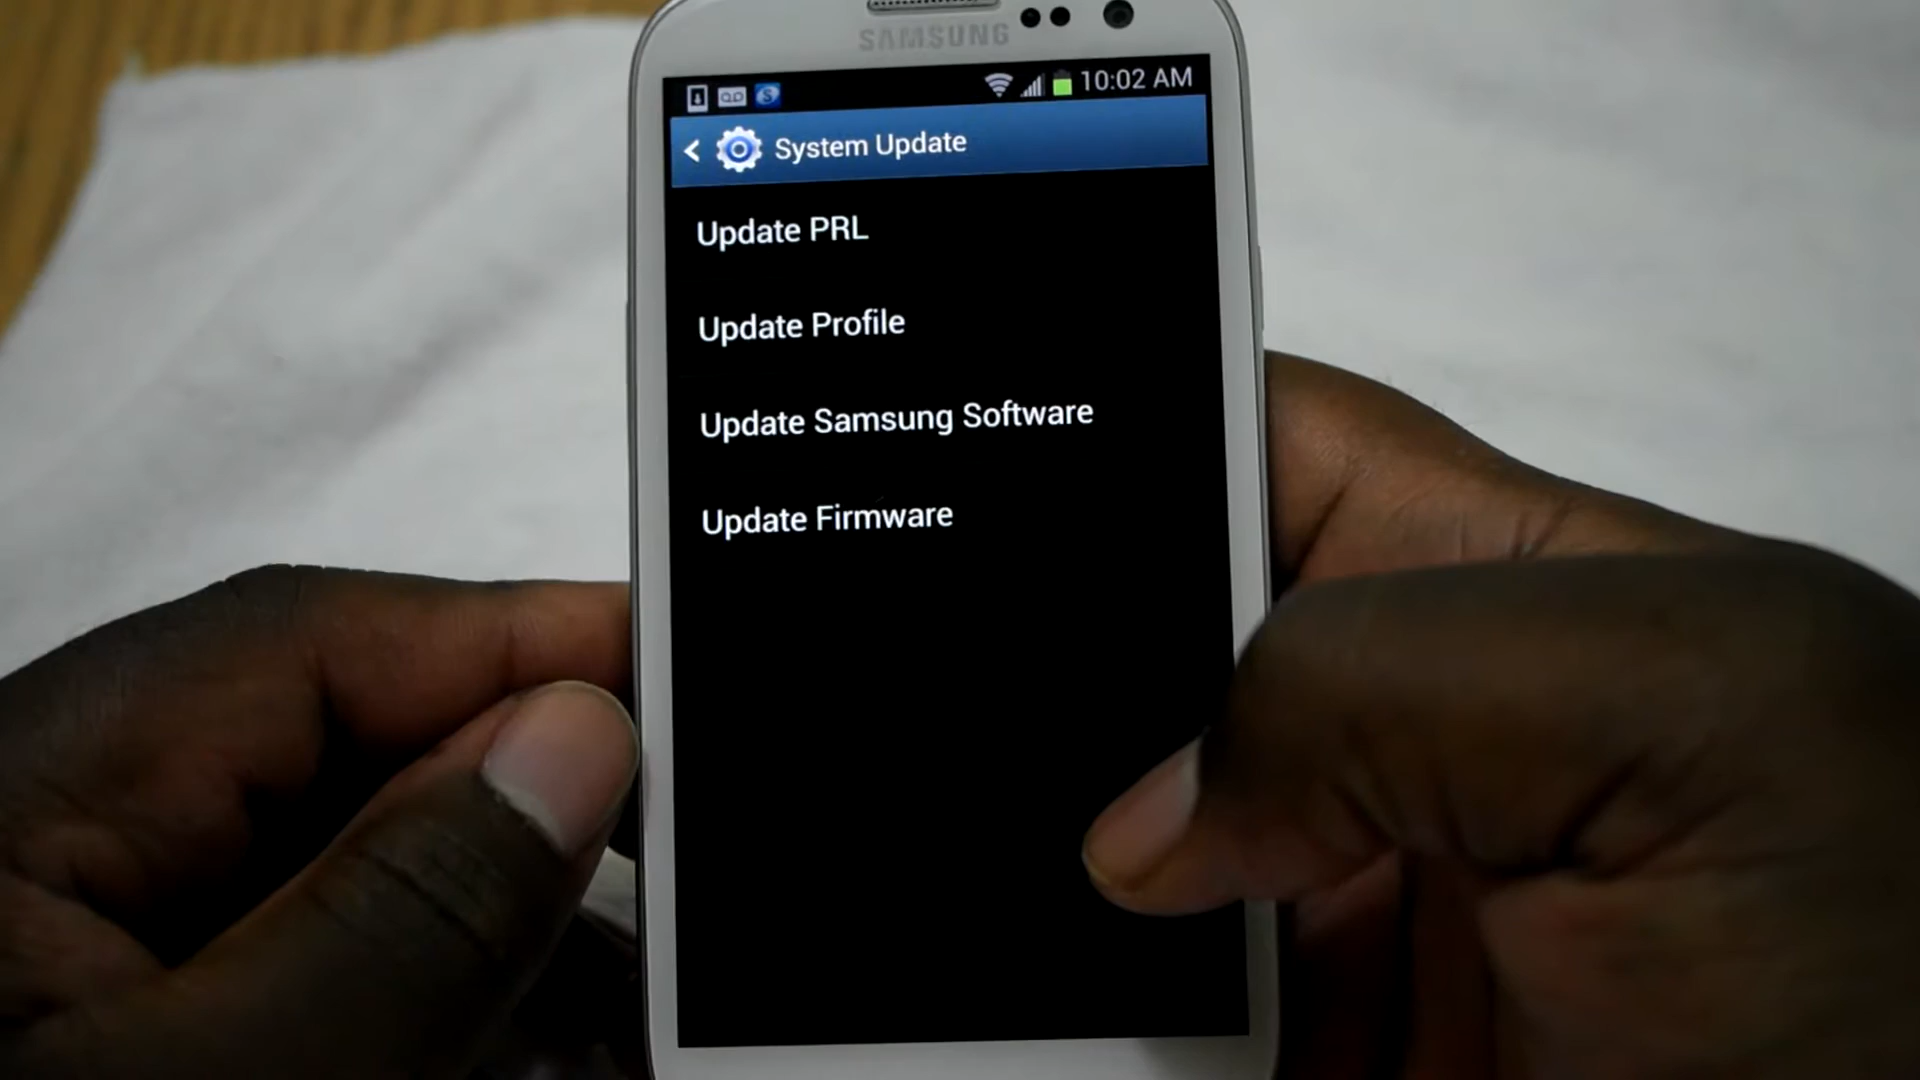 SAMSUNG
10:02 AM
System Update
Update PRL
Update Profile
Update Samsung Software
Update Firmware